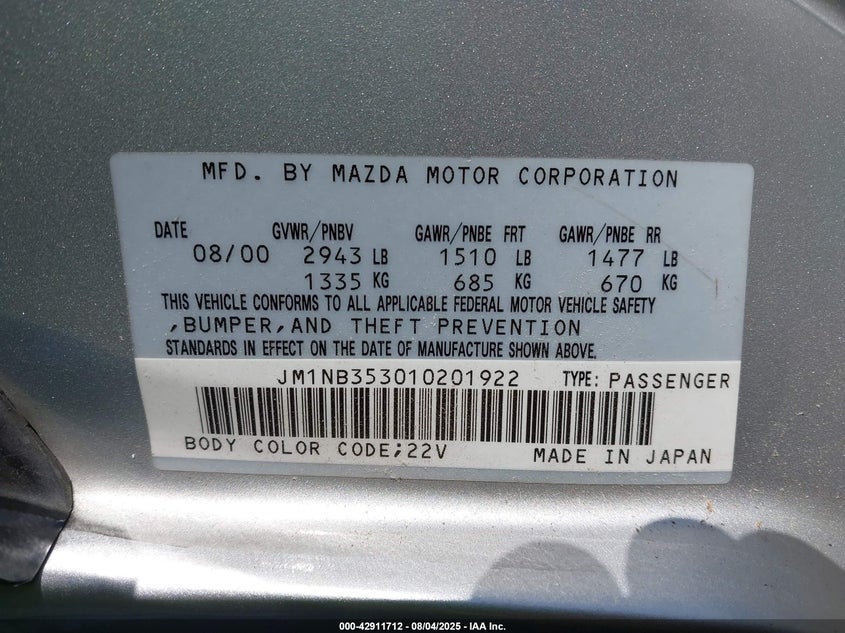 MFD. BY MAZDA MOTOR CORPORATION
DATE GVWR/PNBV GAWR/PNBE FRT GAWR/PNBE RR
08/00 2943 LB 1510 LB 1477 LB
1335 KG 685 KG 670 KG
THIS VEHICLE CONFORMS TO ALL APPLICABLE FEDERAL MOTOR VEHICLE SAFETY
,BUMPER,AND THEFT PREVENTION
STANDARDS IN EFFECT ON THE DATE OF MANUFACTURE SHOWN ABOVE.
JM1NB353010201922 TYPE: PASSENGER
BODY COLOR CODE;22V MADE IN JAPAN
000-42911712 - 08/04/2025 - IAA Inc.